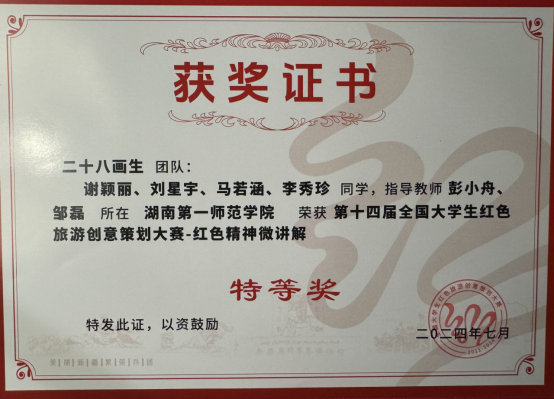 获奖证书
二十八画生 团队：
谢颖丽、刘星宇、马若涵、李秀珍 同学，指导教师 彭小舟、
邹磊 所在 湖南第一师范学院 荣获 第十四届全国大学生红色
旅游创意策划大赛-红色精神微讲解
特等奖
特发此证，以资鼓励
二〇二四年七月